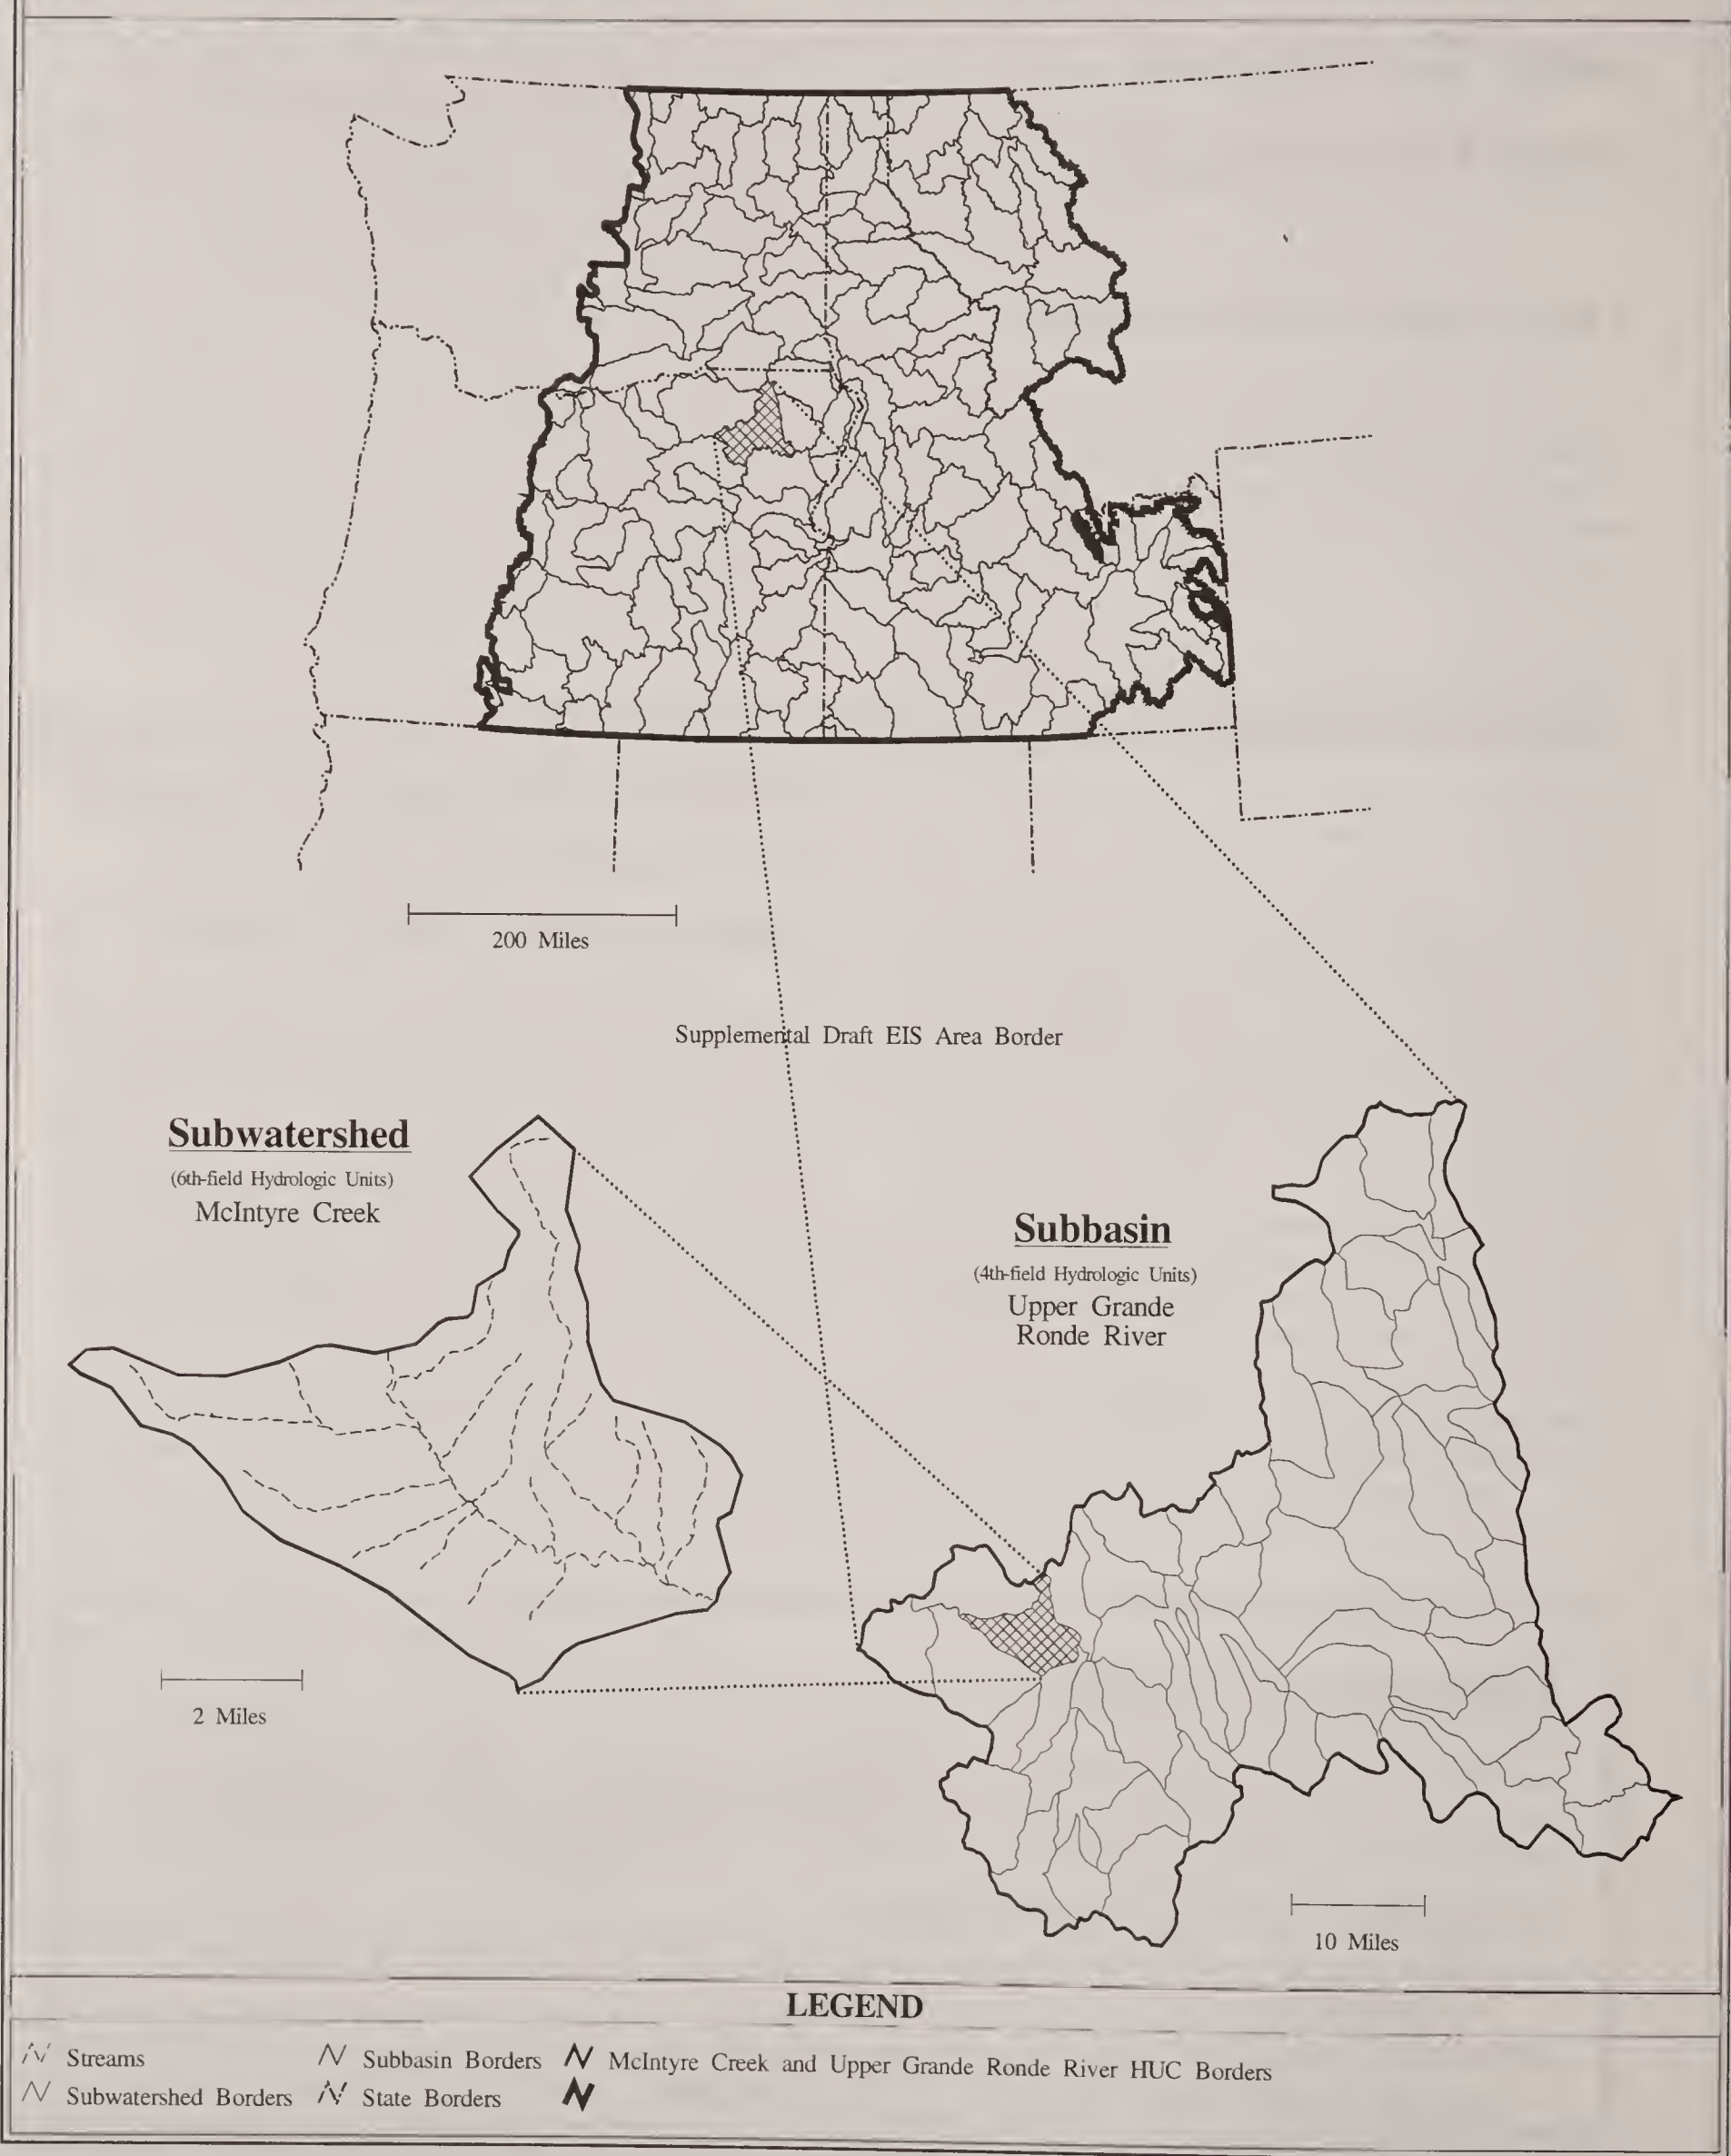 200 Miles
Supplemental Draft EIS Area Border
Subwatershed
(6th-field Hydrologic Units)
McIntyre Creek
Subbasin
(4th-field Hydrologic Units)
Upper Grande
Ronde River
2 Miles
10 Miles
LEGEND
Streams
Subbasin Borders
McIntyre Creek and Upper Grande Ronde River HUC Borders
Subwatershed Borders
State Borders